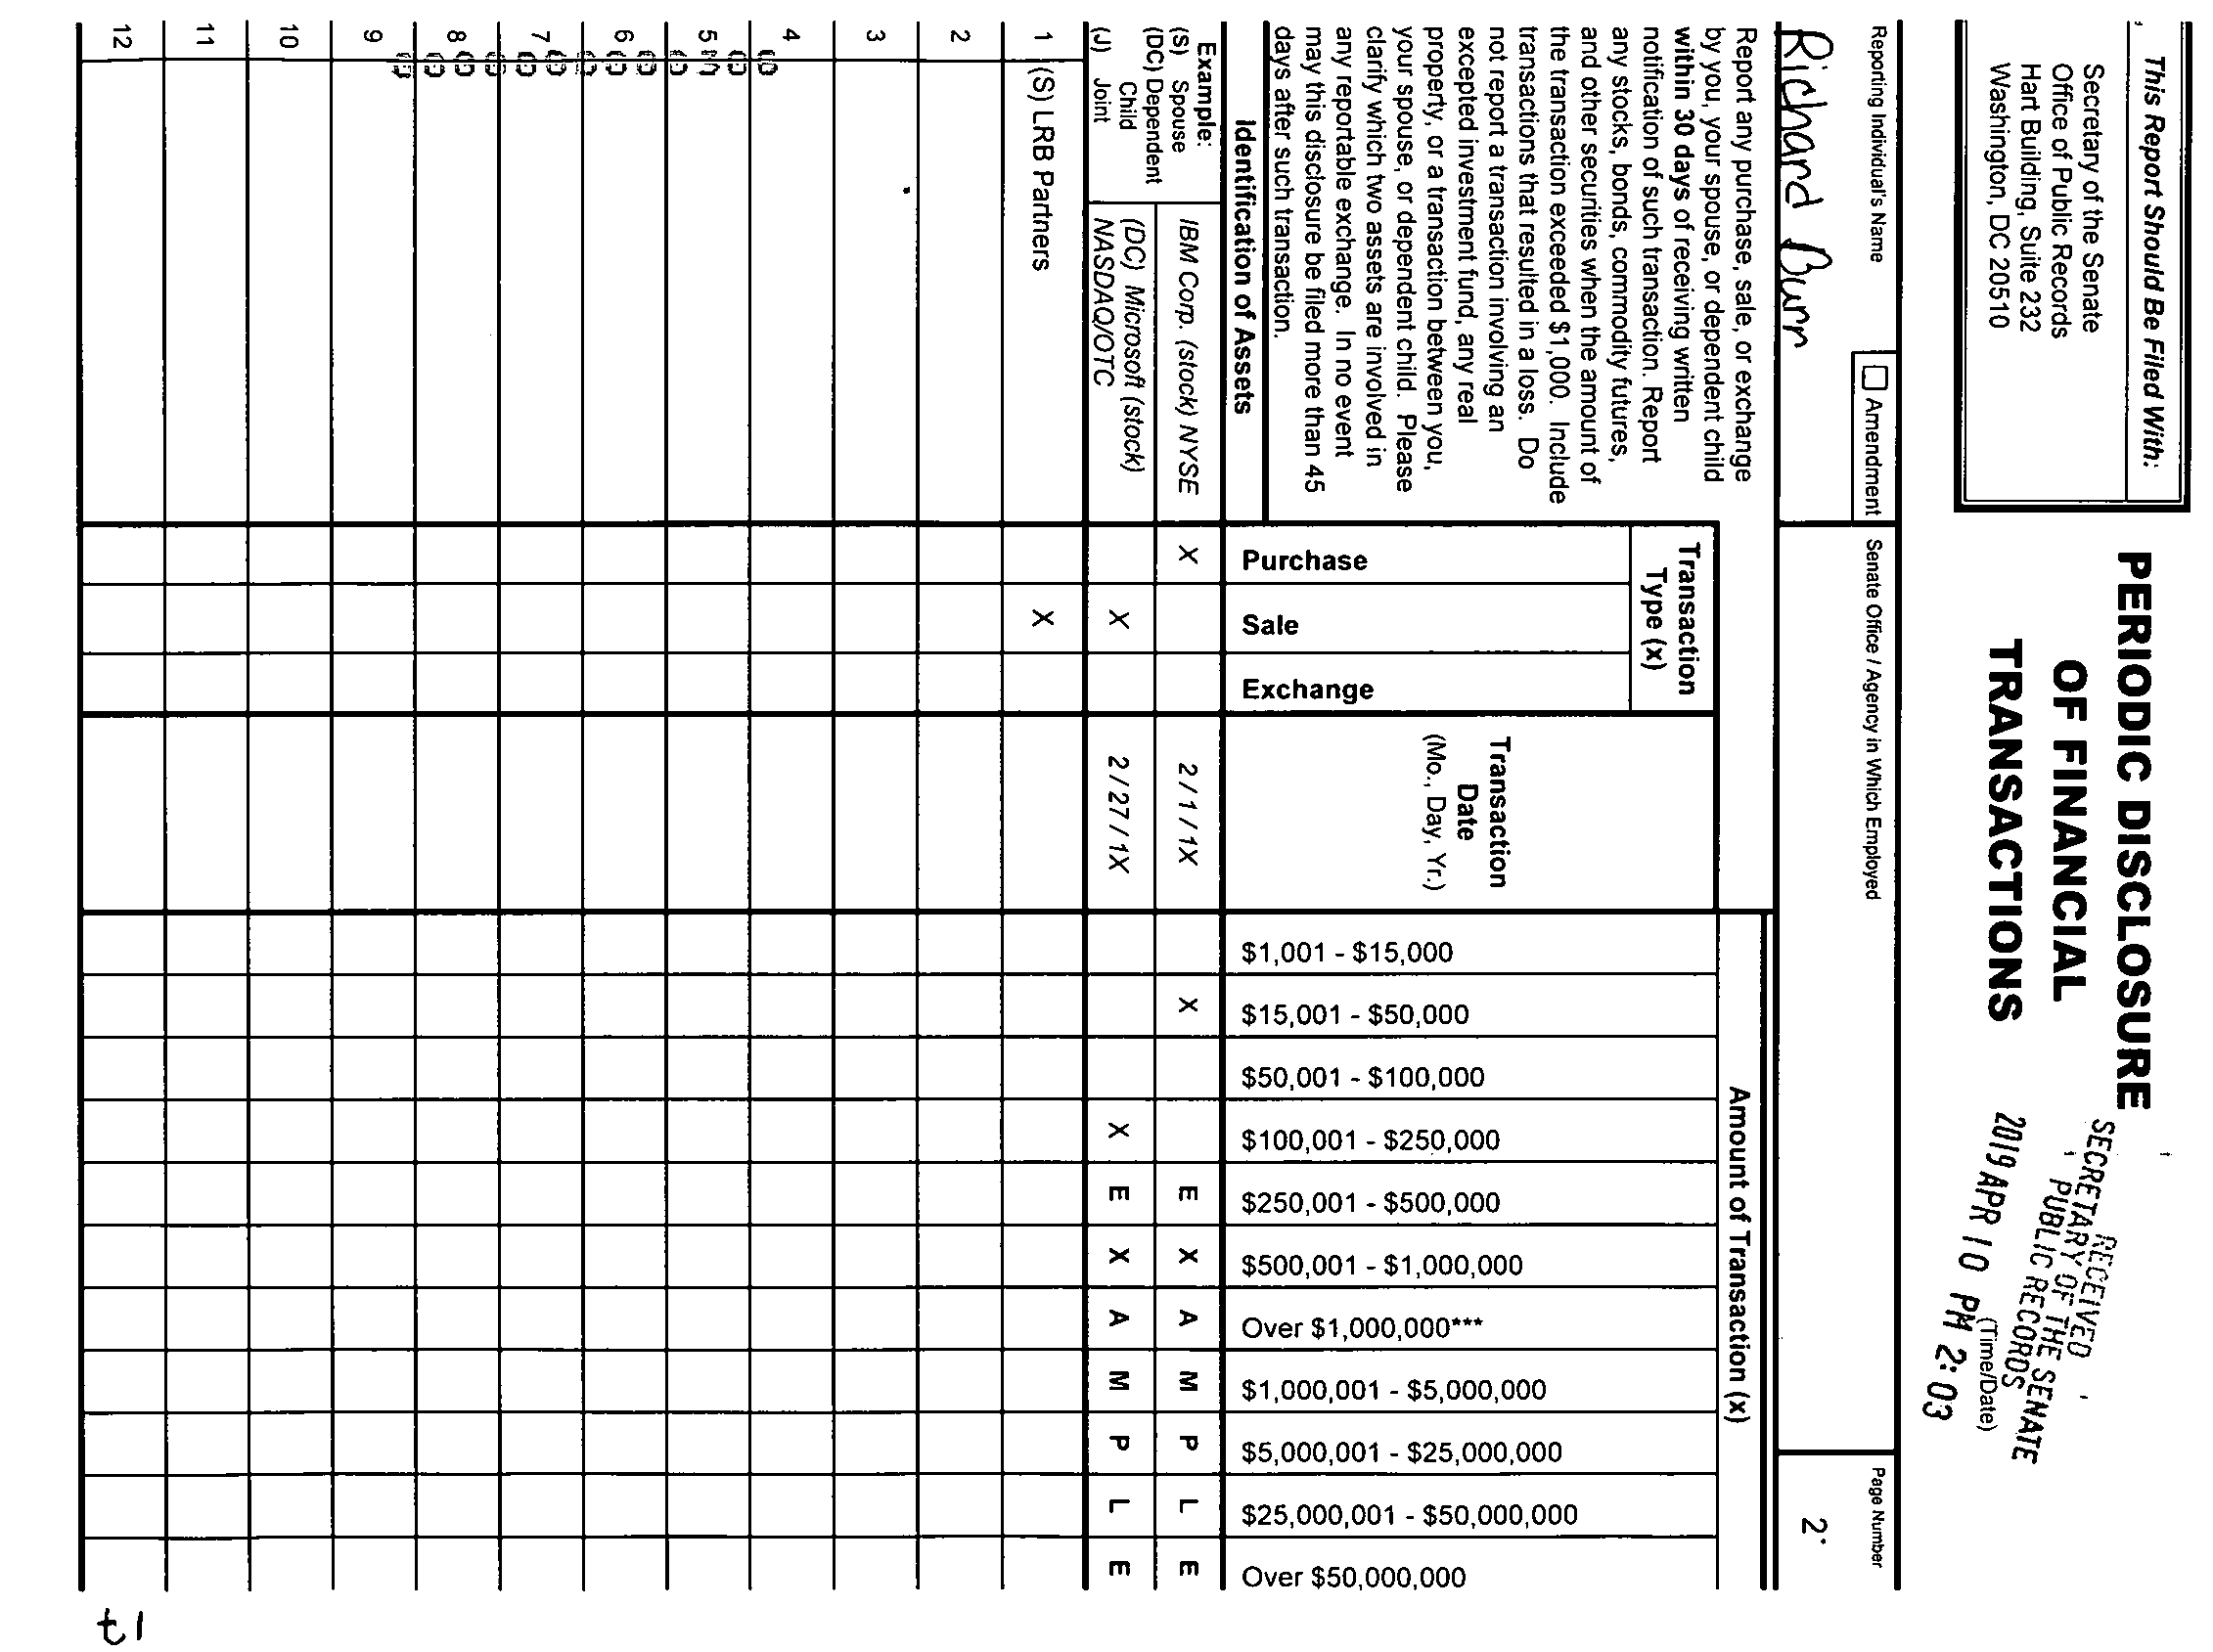 This Report Should Be Filed With:
Secretary of the Senate
Office of Public Records
Hart Building, Suite 232
Washington, DC 20510
PERIODIC DISCLOSURE
OF FINANCIAL
TRANSACTIONS
RECEIVED
SECRETARY OF THE SENATE
PUBLIC RECORDS
(Time/Date)
2019 APR 10 PM 2:03
Reporting Individual's Name
Amendment
Senate Office / Agency in Which Employed
Page Number
Richard Burr
2
Report any purchase, sale, or exchange
by you, your spouse, or dependent child
within 30 days of receiving written
notification of such transaction. Report
any stocks, bonds, commodity futures,
and other securities when the amount of
the transaction exceeded $1,000. Include
transactions that resulted in a loss. Do
not report a transaction involving an
excepted investment fund, any real
property, or a transaction between you,
your spouse, or dependent child. Please
clarify which two assets are involved in
any reportable exchange. In no event
may this disclosure be filed more than 45
days after such transaction.
Identification of Assets
Transaction
Type (x)
Purchase
Sale
Exchange
Transaction
Date
(Mo., Day, Yr.)
Amount of Transaction (x)
$1,001 - $15,000
$15,001 - $50,000
$50,001 - $100,000
$100,001 - $250,000
$250,001 - $500,000
$500,001 - $1,000,000
Over $1,000,000***
$1,000,001 - $5,000,000
$5,000,001 - $25,000,000
$25,000,001 - $50,000,000
Over $50,000,000
Example:
(S) Spouse
(DC) Dependent
Child
(J) Joint
IBM Corp. (stock) NYSE X 2 / 1 / 1X X E X A M P L E
(DC) Microsoft (stock)
NASDAQ/OTC X 2 / 27 / 1X X E X A M P L E
1 (S) LRB Partners X
2
3
4
5
6
7
8
9
10
11
12
17